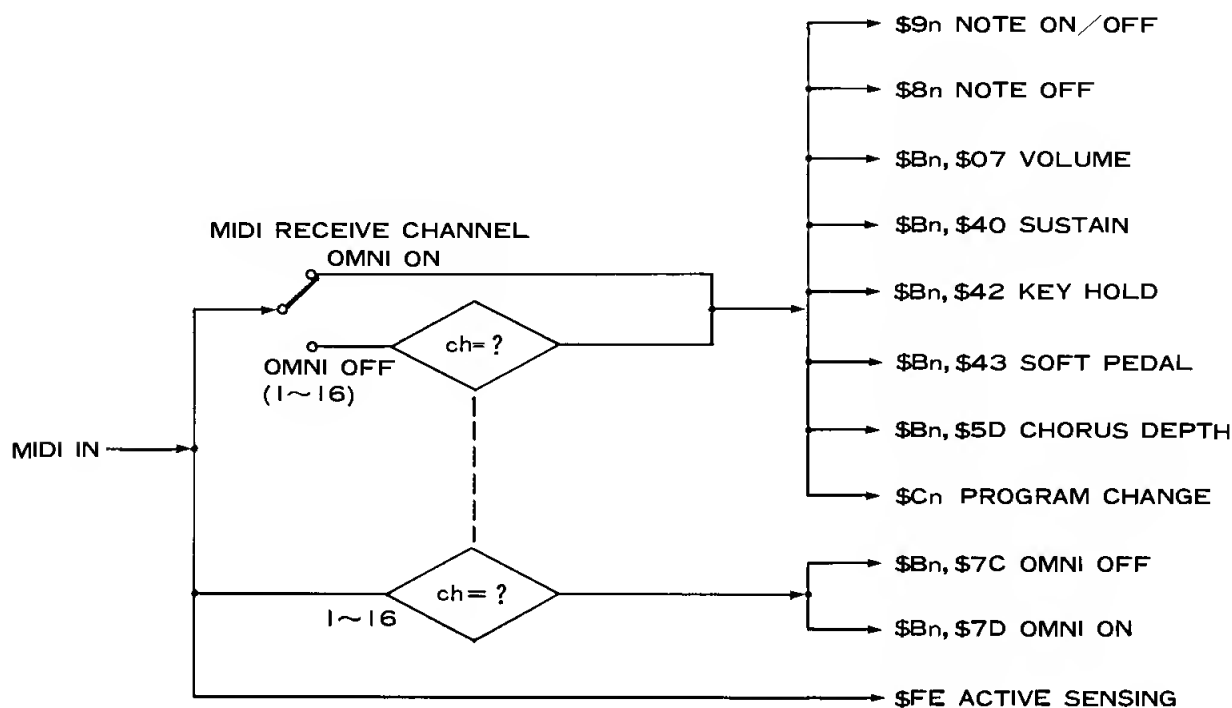 $9n NOTE ON/OFF
$8n NOTE OFF
$Bn, $07 VOLUME
MIDI RECEIVE CHANNEL
OMNI ON
$Bn, $40 SUSTAIN
$Bn, $42 KEY HOLD
ch= ?
OMNI OFF
(1~16)
$Bn, $43 SOFT PEDAL
MIDI IN
$Bn, $5D CHORUS DEPTH
$Cn PROGRAM CHANGE
ch= ?
1~16
$Bn, $7C OMNI OFF
$Bn, $7D OMNI ON
$FE ACTIVE SENSING